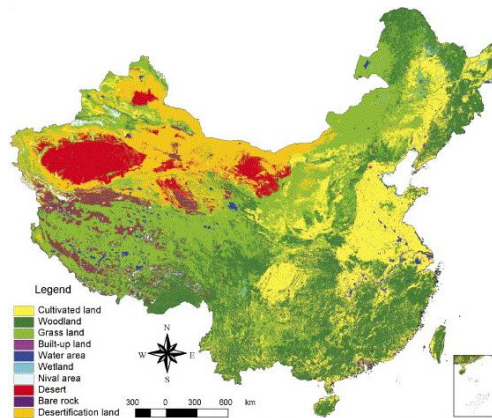 Legend
Cultivated land
Woodland
Grass land
Built-up land
Water area
Wetland
Nival area
Desert
Bare rock
Desertification land
N
W E
S
300 0 300 600 km